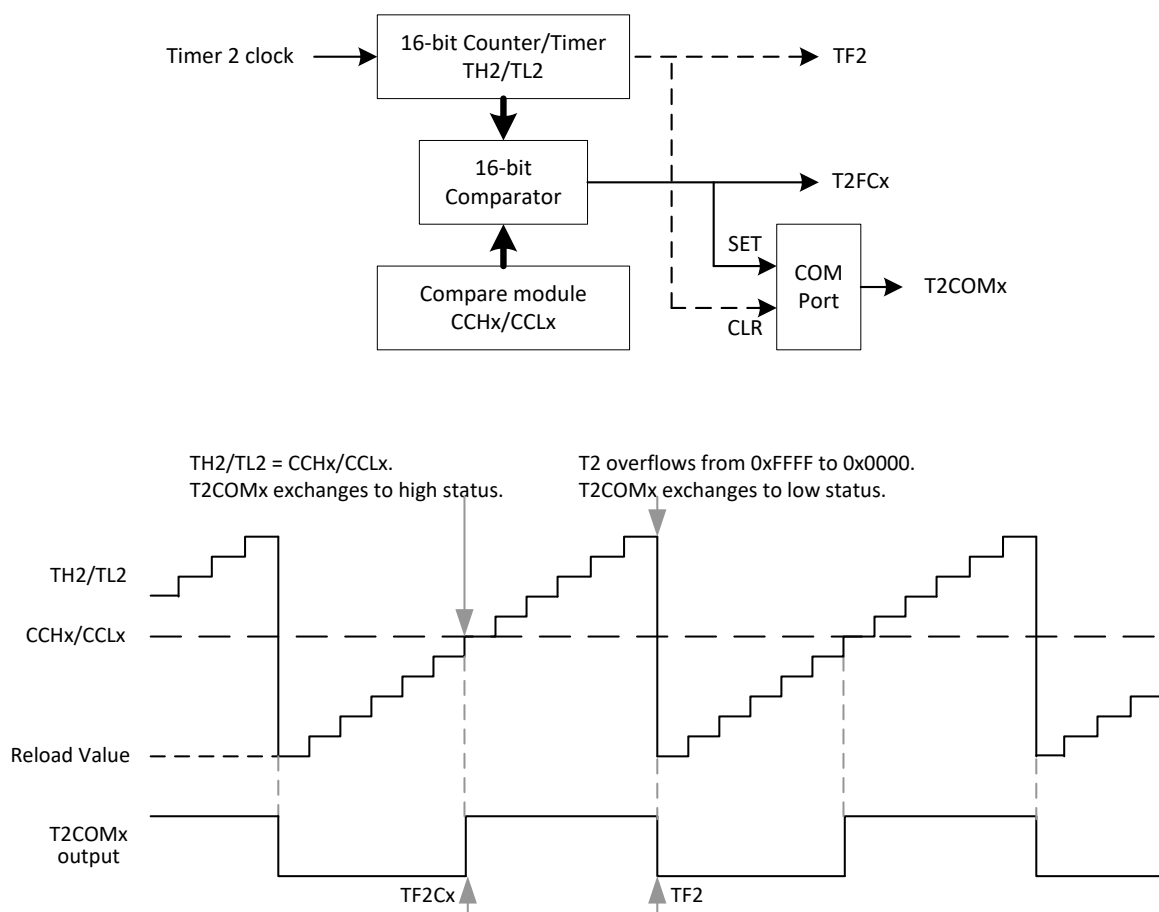 Timer 2 clock
16-bit Counter/Timer
TH2/TL2
TF2
16-bit
Comparator
T2FCx
SET
COM
Port
T2COMx
Compare module
CCHx/CCLx
CLR
TH2/TL2 = CCHx/CCLx.
T2COMx exchanges to high status.
T2 overflows from 0xFFFF to 0x0000.
T2COMx exchanges to low status.
TH2/TL2
CCHx/CCLx
Reload Value
T2COMx
output
TF2Cx
TF2